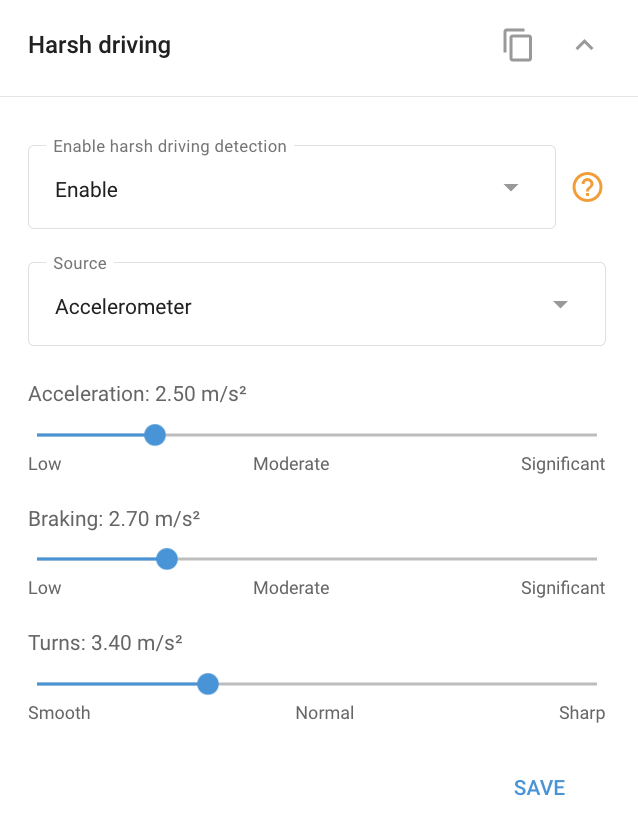 Harsh driving
Enable harsh driving detection
Enable
?
Source
Accelerometer
Acceleration: 2.50 m/s²
Low Moderate Significant
Braking: 2.70 m/s²
Low Moderate Significant
Turns: 3.40 m/s²
Smooth Normal Sharp
SAVE